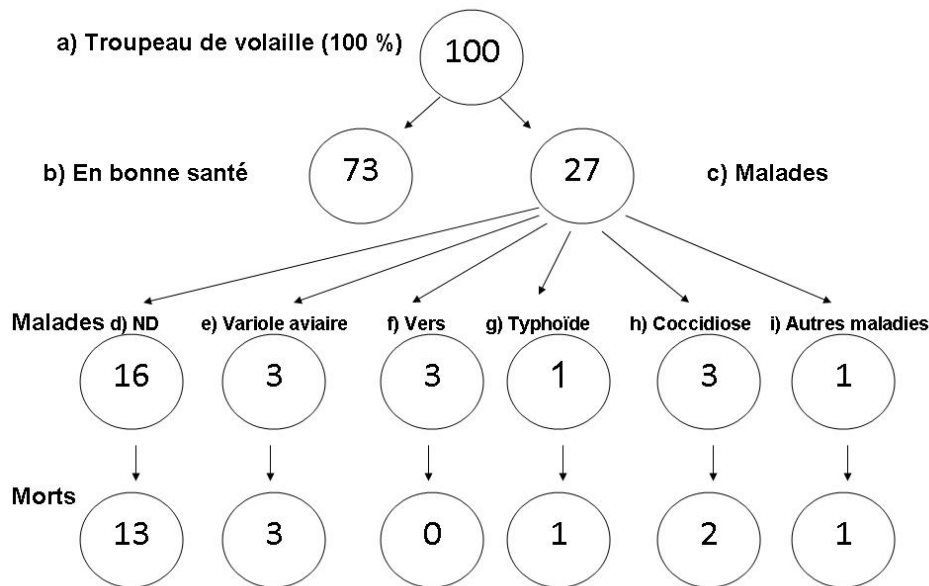 a) Troupeau de volaille (100 %) 100
b) En bonne santé 73 27 c) Malades
Malades d) ND e) Variole aviaire f) Vers g) Typhoïde h) Coccidiose i) Autres maladies
16 3 3 1 3 1
Morts
13 3 0 1 2 1